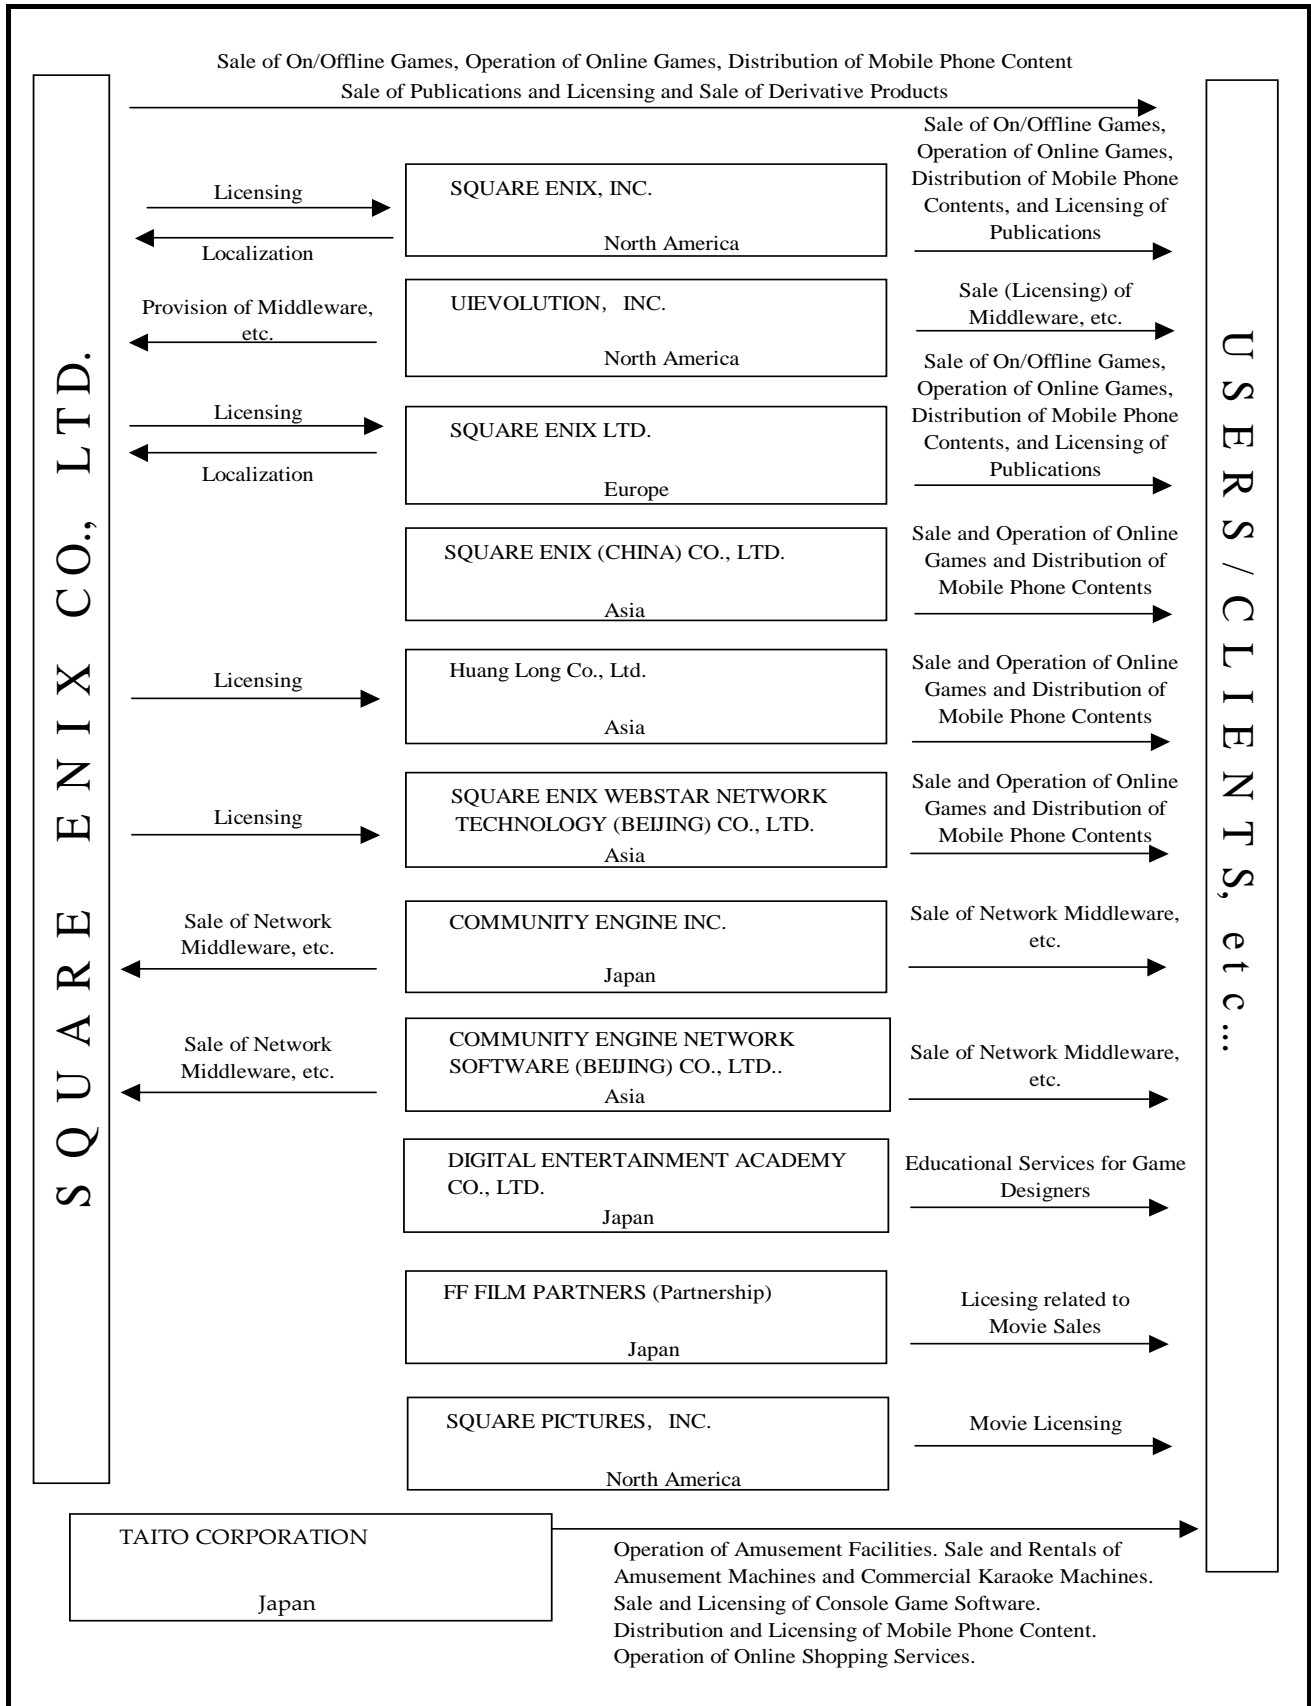 Sale of On/Offline Games, Operation of Online Games, Distribution of Mobile Phone Content
Sale of Publications and Licensing and Sale of Derivative Products
SQUARE ENIX CO., LTD.
USERS/CLIENTS, etc...
Licensing
Localization
SQUARE ENIX, INC.
North America
Sale of On/Offline Games,
Operation of Online Games,
Distribution of Mobile Phone
Contents, and Licensing of
Publications
Provision of Middleware,
etc.
UIEVOLUTION, INC.
North America
Sale (Licensing) of
Middleware, etc.
Licensing
Localization
SQUARE ENIX LTD.
Europe
Sale of On/Offline Games,
Operation of Online Games,
Distribution of Mobile Phone
Contents, and Licensing of
Publications
SQUARE ENIX (CHINA) CO., LTD.
Asia
Sale and Operation of Online
Games and Distribution of
Mobile Phone Contents
Licensing
Huang Long Co., Ltd.
Asia
Sale and Operation of Online
Games and Distribution of
Mobile Phone Contents
Licensing
SQUARE ENIX WEBSTAR NETWORK
TECHNOLOGY (BEIJING) CO., LTD.
Asia
Sale and Operation of Online
Games and Distribution of
Mobile Phone Contents
Sale of Network
Middleware, etc.
COMMUNITY ENGINE INC.
Japan
Sale of Network Middleware,
etc.
Sale of Network
Middleware, etc.
COMMUNITY ENGINE NETWORK
SOFTWARE (BEIJING) CO., LTD..
Asia
Sale of Network Middleware,
etc.
DIGITAL ENTERTAINMENT ACADEMY
CO., LTD.
Japan
Educational Services for Game
Designers
FF FILM PARTNERS (Partnership)
Japan
Licesing related to
Movie Sales
SQUARE PICTURES, INC.
North America
Movie Licensing
TAITO CORPORATION
Japan
Operation of Amusement Facilities. Sale and Rentals of
Amusement Machines and Commercial Karaoke Machines.
Sale and Licensing of Console Game Software.
Distribution and Licensing of Mobile Phone Content.
Operation of Online Shopping Services.